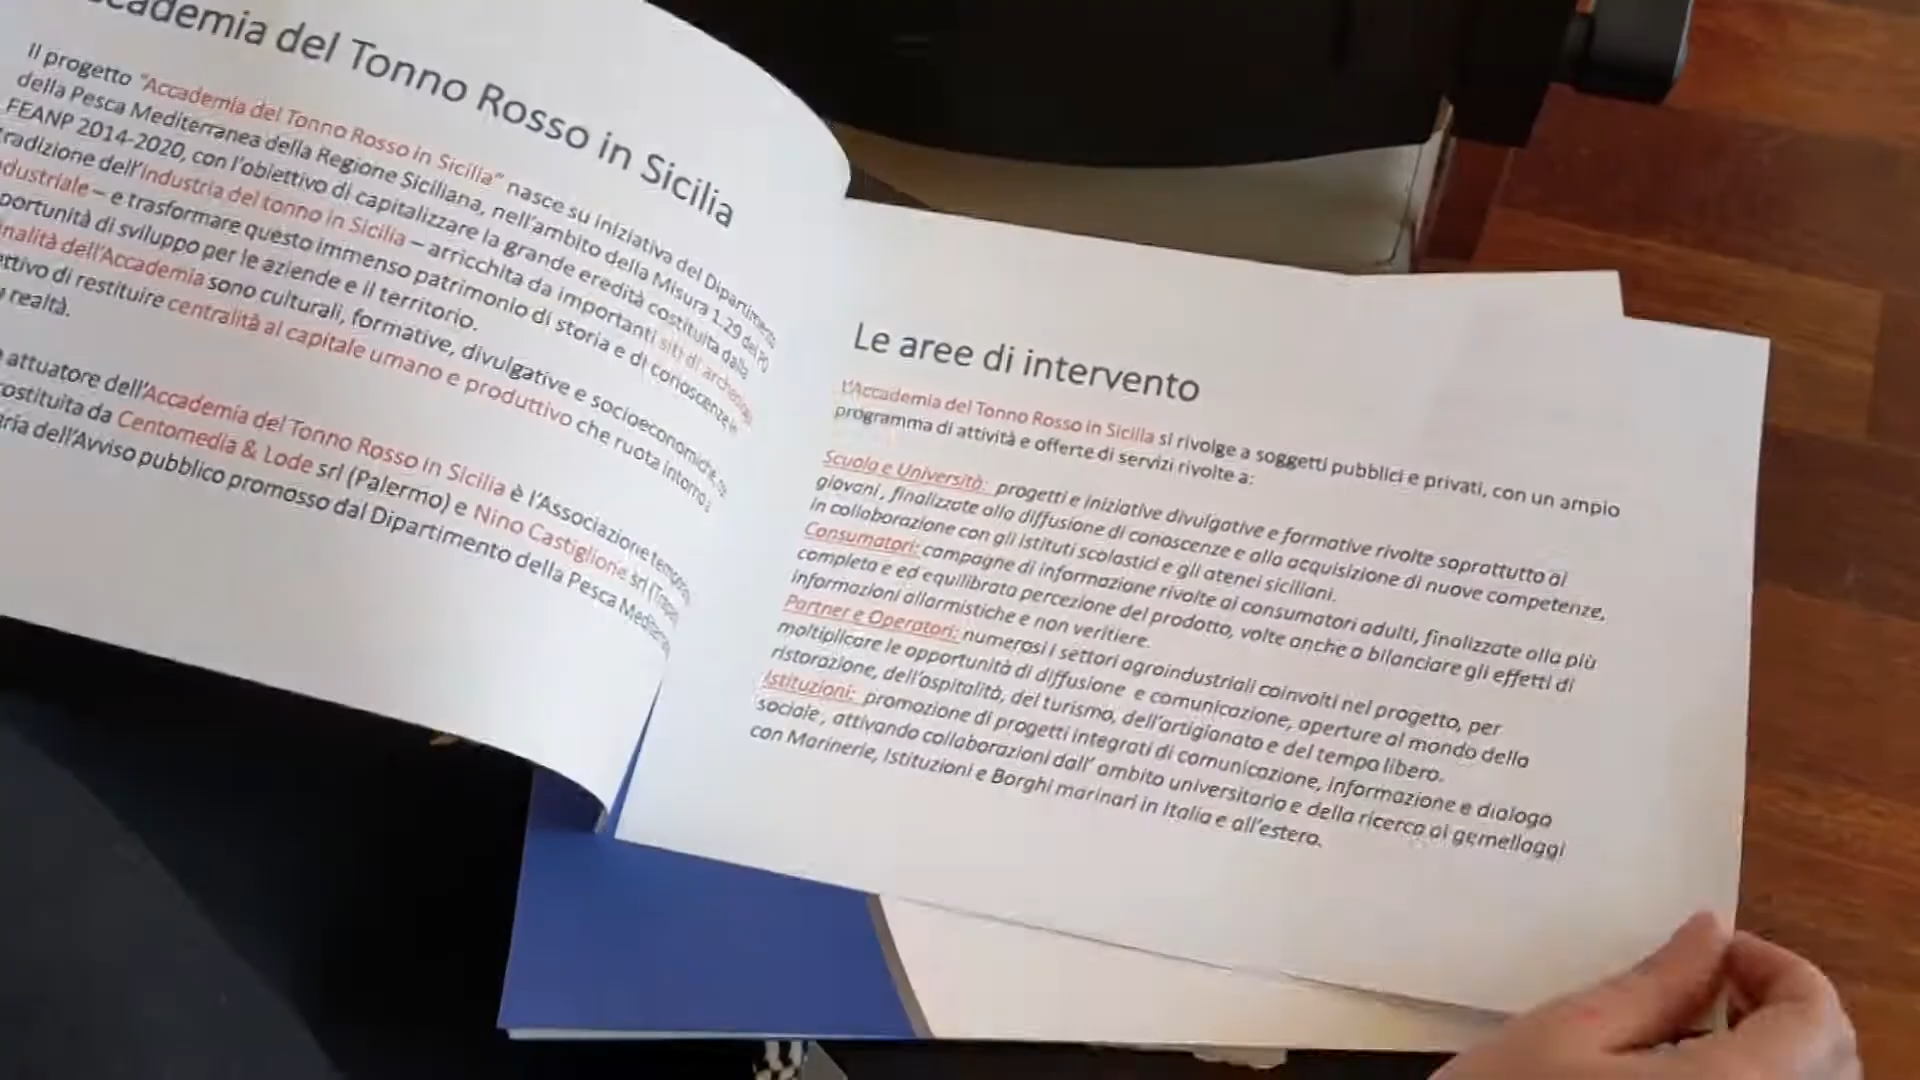 ccademia del Tonno Rosso in Sicilia
Il progetto "Accademia del Tonno Rosso in Sicilia" nasce su iniziativa del Dipartimento
della Pesca Mediterranea della Regione Siciliana, nell'ambito della Misura 1.29 del PO
FEANP 2014-2020, con l'obiettivo di capitalizzare la grande eredità costituita dalla
tradizione dell'industria del tonno in Sicilia – arricchita da importanti siti di archeologia
ndustriale – e trasformare questo immenso patrimonio di storia e di conoscenze in
portunità di sviluppo per le aziende e il territorio.
nalità dell'Accademia sono culturali, formative, divulgative e socioeconomiche, co
ettivo di restituire centralità al capitale umano e produttivo che ruota intorno a
realtà.
attuatore dell'Accademia del Tonno Rosso in Sicilia è l'Associazione tempora
ostituita da Centomedia & Lode srl (Palermo) e Nino Castiglione srl (Trapani
ria dell'Avviso pubblico promosso dal Dipartimento della Pesca Mediterran
Le aree di intervento
L'Accademia del Tonno Rosso in Sicilia si rivolge a soggetti pubblici e privati, con un ampio
programma di attività e offerte di servizi rivolte a:
Scuola e Università: progetti e iniziative divulgative e formative rivolte soprattutto ai
giovani, finalizzate alla diffusione di conoscenze e alla acquisizione di nuove competenze,
in collaborazione con gli istituti scolastici e gli atenei siciliani.
Consumatori: campagne di informazione rivolte ai consumatori adulti, finalizzate alla più
completa e ed equilibrata percezione del prodotto, volte anche a bilanciare gli effetti di
informazioni allarmistiche e non veritiere.
Partner e Operatori: numerosi i settori agroindustriali coinvolti nel progetto, per
moltiplicare le opportunità di diffusione e comunicazione, aperture al mondo della
ristorazione, dell'ospitalità, del turismo, dell'artigianato e del tempo libero.
Istituzioni: promozione di progetti integrati di comunicazione, informazione e dialogo
sociale, attivando collaborazioni dall' ambito universitario e della ricerca ai gemellaggi
con Marinerie, Istituzioni e Borghi marinari in Italia e all'estero.